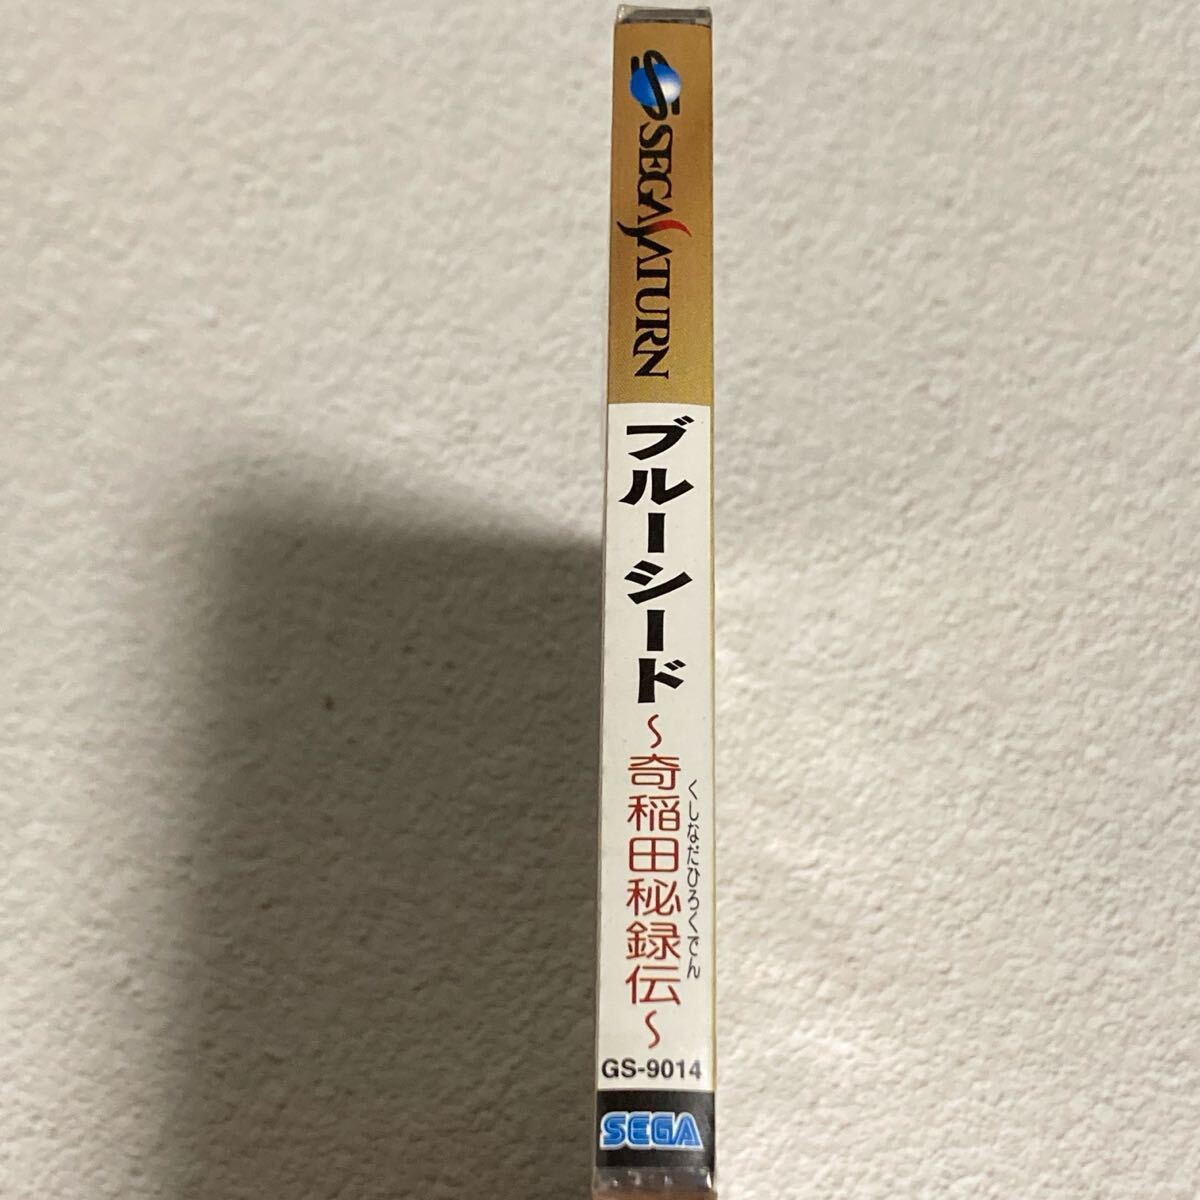 SEGA SATURN
ブルーシード
～奇稲田秘録伝～
くしなだひろくでん
GS-9014
SEGA